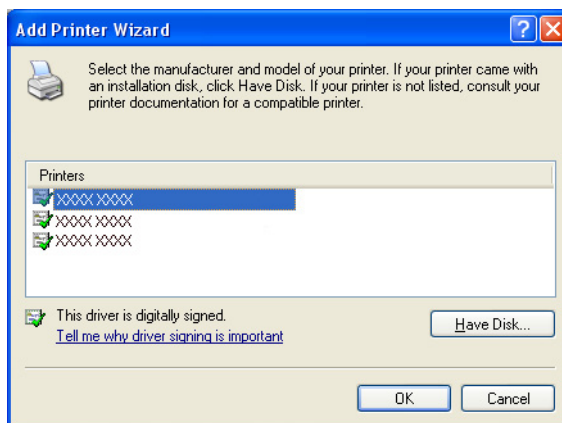 Add Printer Wizard
Select the manufacturer and model of your printer. If your printer came with
an installation disk, click Have Disk. If your printer is not listed, consult your
printer documentation for a compatible printer.
Printers
XXXX XXXX
XXXX XXXX
XXXX XXXX
This driver is digitally signed.
Tell me why driver signing is important
Have Disk...
OK
Cancel